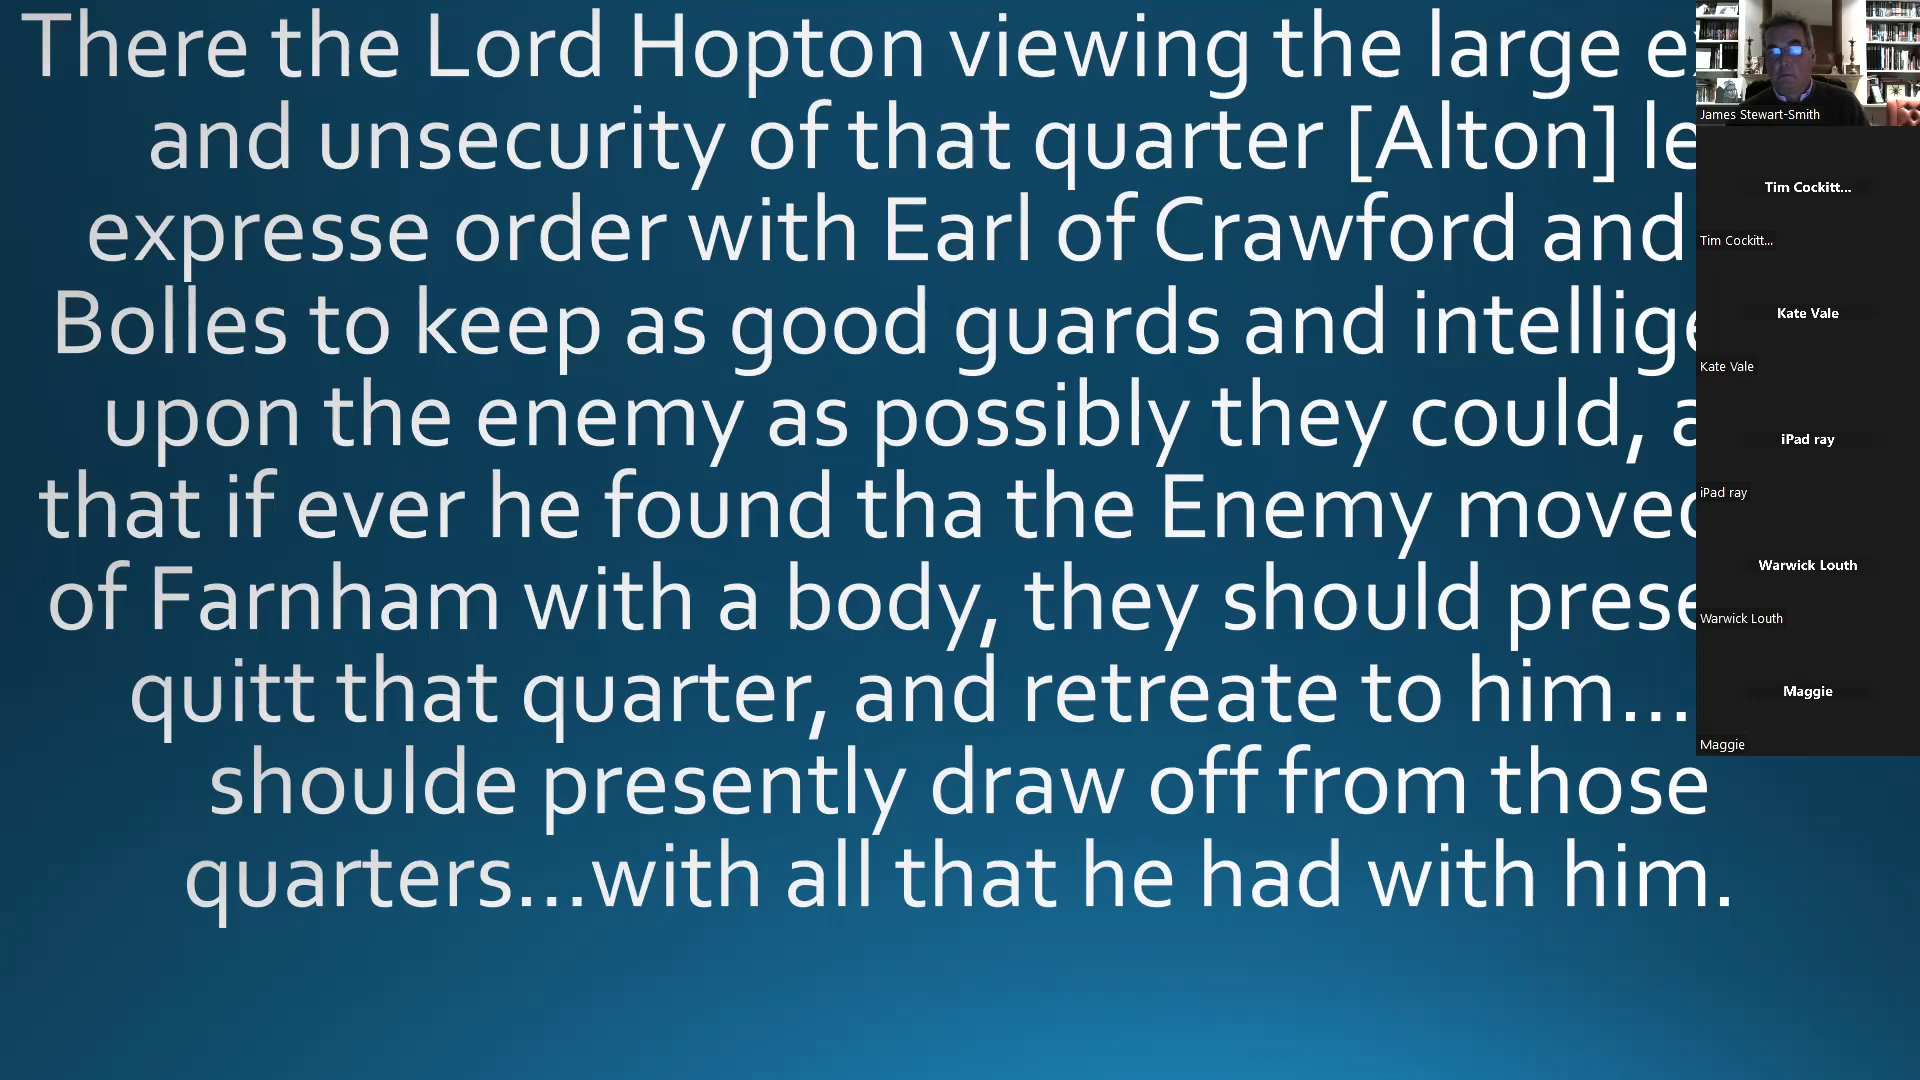 There the Lord Hopton viewing the large
and unsecurity of that quarter [Alton]
expresse order with Earl of Crawford and
Bolles to keep as good guards and
upon the enemy as possibly they could,
that if ever he found tha the Enemy
of Farnham with a body, they should
quitt that quarter, and retreate to him...
shoulde presently draw off from those
quarters...with all that he had with him.
James Stewart-Smith
Tim Cockitt...
Tim Cockitt...
Kate Vale
Kate Vale
iPad ray
iPad ray
Warwick Louth
Warwick Louth
Maggie
Maggie